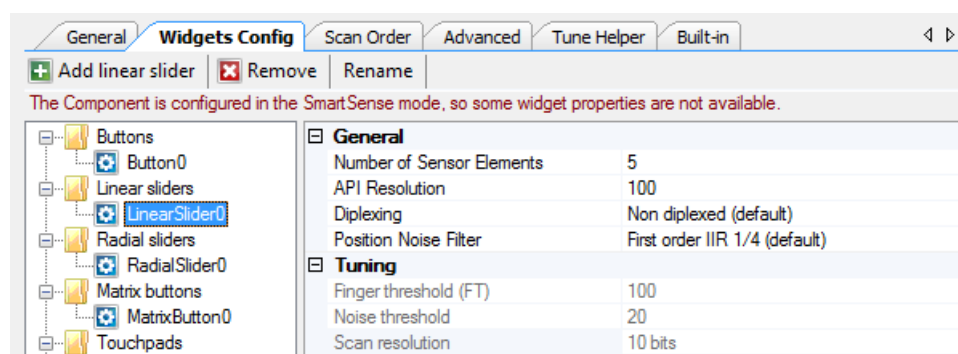 General Widgets Config Scan Order Advanced Tune Helper Built-in
Add linear slider Remove Rename
The Component is configured in the SmartSense mode, so some widget properties are not available.
Buttons
Button0
Linear sliders
LinearSlider0
Radial sliders
RadialSlider0
Matrix buttons
MatrixButton0
Touchpads
General
Number of Sensor Elements 5
API Resolution 100
Diplexing Non diplexed (default)
Position Noise Filter First order IIR 1/4 (default)
Tuning
Finger threshold (FT) 100
Noise threshold 20
Scan resolution 10 bits